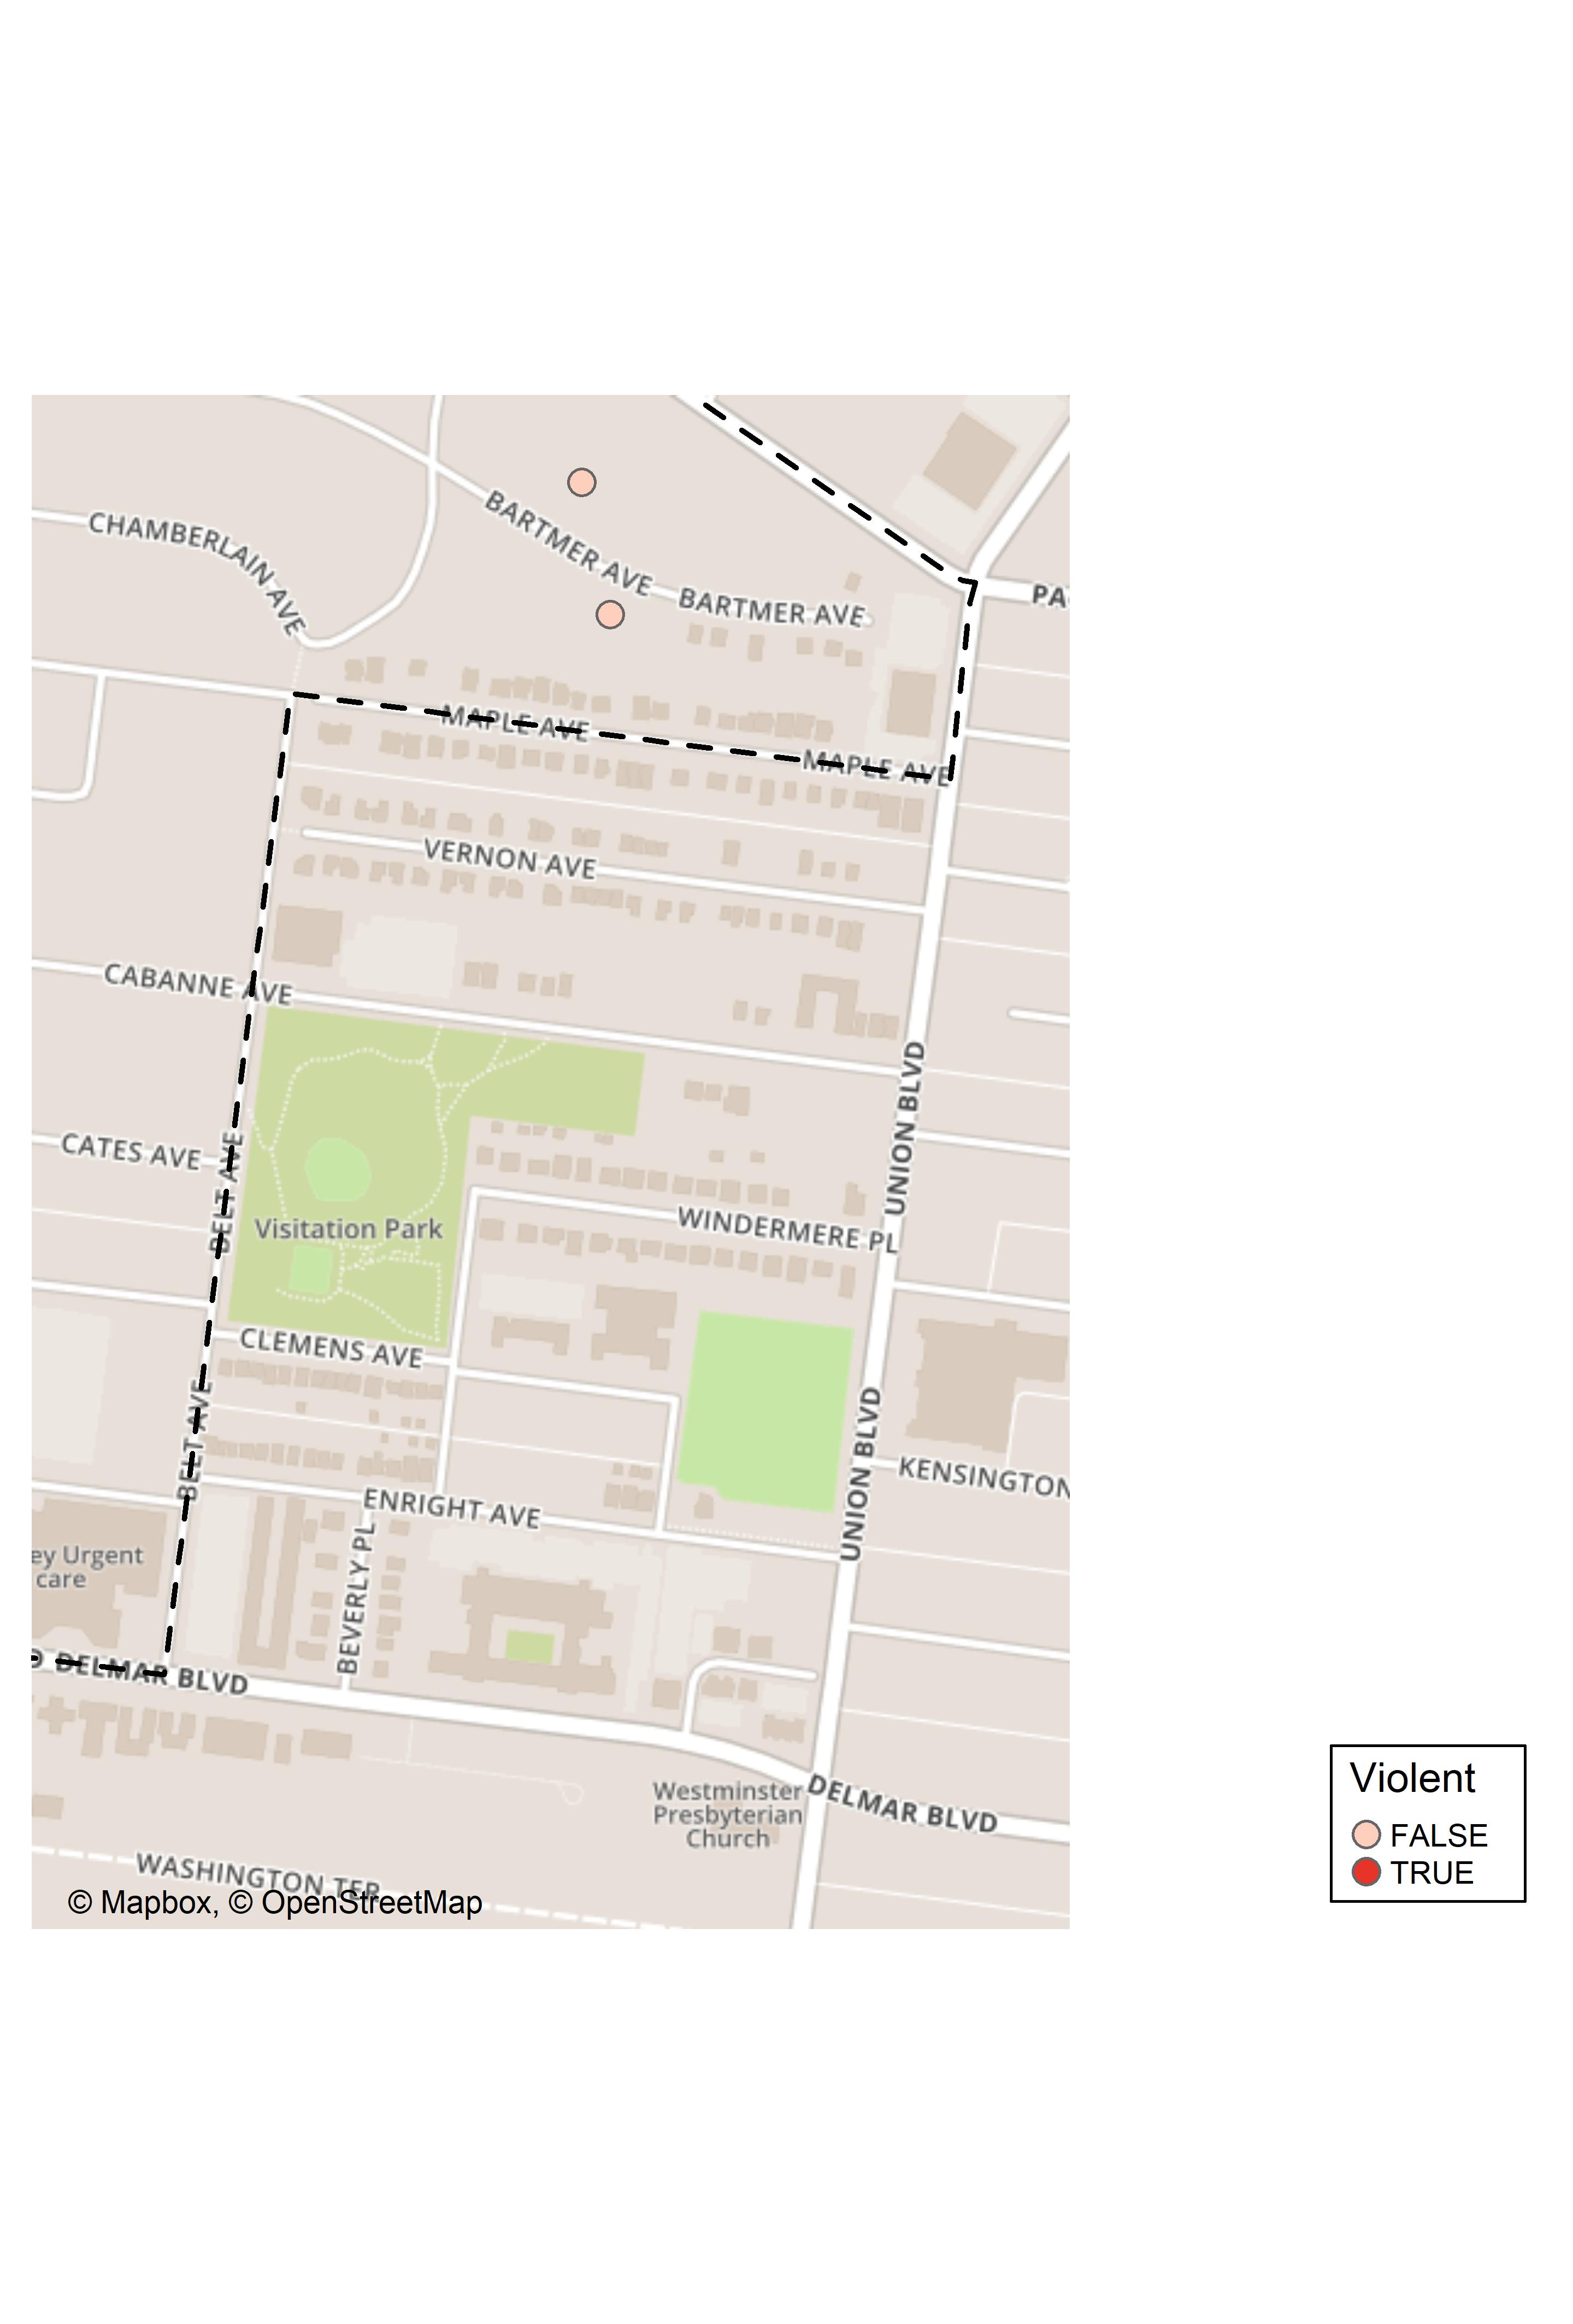 CHAMBERLAIN AVE
BARTMER AVE
BARTMER AVE
PA
MAPLE AVE
MAPLE AVE
VERNON AVE
CABANNE AVE
UNION BLVD
CATES AVE
BELT AVE
Visitation Park
WINDERMERE PL
CLEMENS AVE
BELT AVE
UNION BLVD
KENSINGTON
ENRIGHT AVE
BEVERLY PL
ey Urgent
care
D DELMAR BLVD
Westminster
Presbyterian
Church
DELMAR BLVD
WASHINGTON TER
© Mapbox, © OpenStreetMap
Violent
FALSE
TRUE